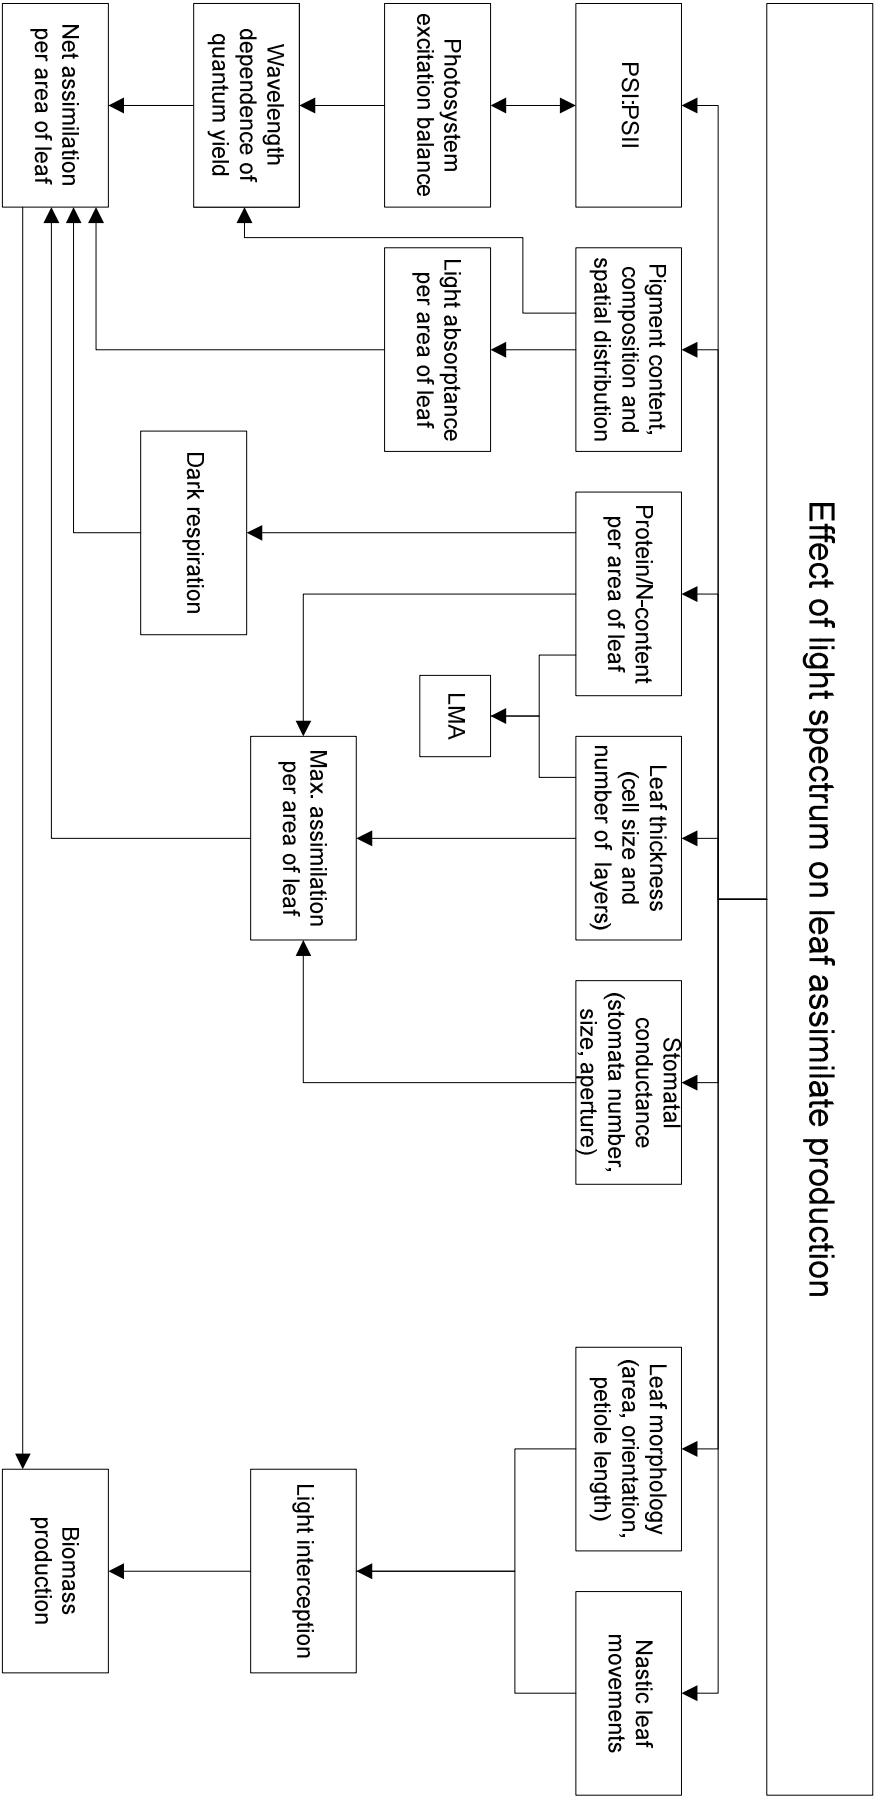 Effect of light spectrum on leaf assimilate production
PSI:PSII
Pigment content,
composition and
spatial distribution
Protein/N-content
per area of leaf
Leaf thickness
(cell size and
number of layers)
Stomatal
conductance
(stomata number,
size, aperture)
Leaf morphology
(area, orientation,
petiole length)
Nastic leaf
movements
Photosystem
excitation balance
Light absorptance
per area of leaf
LMA
Wavelength
dependence of
quantum yield
Dark respiration
Max. assimilation
per area of leaf
Light interception
Net assimilation
per area of leaf
Biomass
production